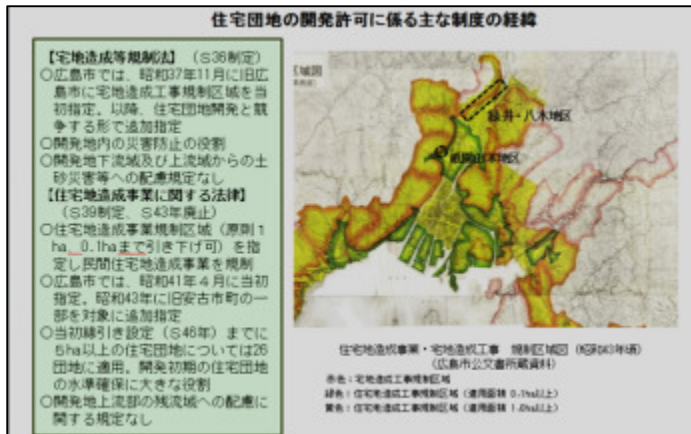 住宅団地の開発許可に係る主な制度の経緯
【宅地造成等規制法】（S36制定）
○広島市では、昭和37年11月に旧広
島市に宅地造成工事規制区域を当
初指定。以降、住宅団地開発と競
争する形で追加指定
○開発地内の災害防止の役割
○開発地下流域及び上流域からの土
砂災害等への配慮規定なし
【住宅地造成事業に関する法律】
（S39制定、S43年廃止）
○住宅地造成事業規制区域（原則1
ha、0.1haまで引き下げ可）を指
定し民間住宅地造成事業を規制
○広島市では、昭和41年4月に当初
指定。昭和43年に旧安古市町の一
部を対象に追加指定
○当初線引き設定（S46年）までに
5ha以上の住宅団地については26
団地に適用。開発初期の住宅団地
の水準確保に大きな役割
○開発地上流部の残流域への配慮に
関する規定なし
区域図
緑井・八木地区
祇園山本地区
住宅地造成事業・宅地造成工事　規制区域図（昭和43年頃）
（広島市公文書所蔵資料）
赤色：宅地造成工事規制区域
緑色：住宅地造成工事規制区域（適用面積 0.1ha以上）
黄色：住宅地造成工事規制区域（適用面積 1.0ha以上）